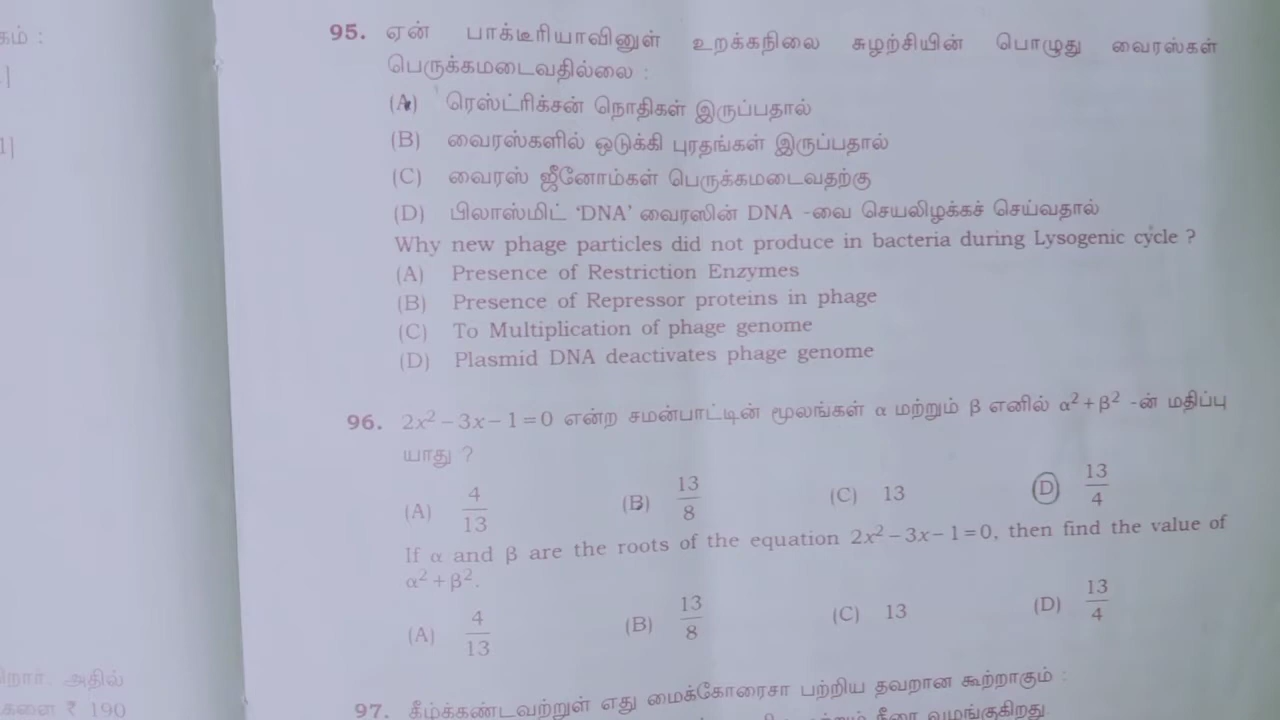 கம் :
95. ஏன் பாக்டீரியாவினுள் உறக்கநிலை சுழற்சியின் பொழுது வைரஸ்கள்
பெருக்கமடைவதில்லை :
(A) ரெஸ்ட்ரிக்சன் நொதிகள் இருப்பதால்
(B) வைரஸ்களில் ஒடுக்கி புரதங்கள் இருப்பதால்
(C) வைரஸ் ஜீனோம்கள் பெருக்கமடைவதற்கு
(D) பிலாஸ்மிட் 'DNA' வைரஸின் DNA -வை செயலிழக்கச் செய்வதால்
Why new phage particles did not produce in bacteria during Lysogenic cycle ?
(A) Presence of Restriction Enzymes
(B) Presence of Repressor proteins in phage
(C) To Multiplication of phage genome
(D) Plasmid DNA deactivates phage genome
96. 2x² – 3x – 1 = 0 என்ற சமன்பாட்டின் மூலங்கள் α மற்றும் β எனில் α² + β² -ன் மதிப்பு
யாது ?
(A) 4/13 (B) 13/8 (C) 13 (D) 13/4
If α and β are the roots of the equation 2x² – 3x – 1 = 0, then find the value of
α² + β².
(A) 4/13 (B) 13/8 (C) 13 (D) 13/4
97. கீழ்க்கண்டவற்றுள் எது மைக்கோரைசா பற்றிய தவறான கூற்றாகும் :
அதில்
₹ 190